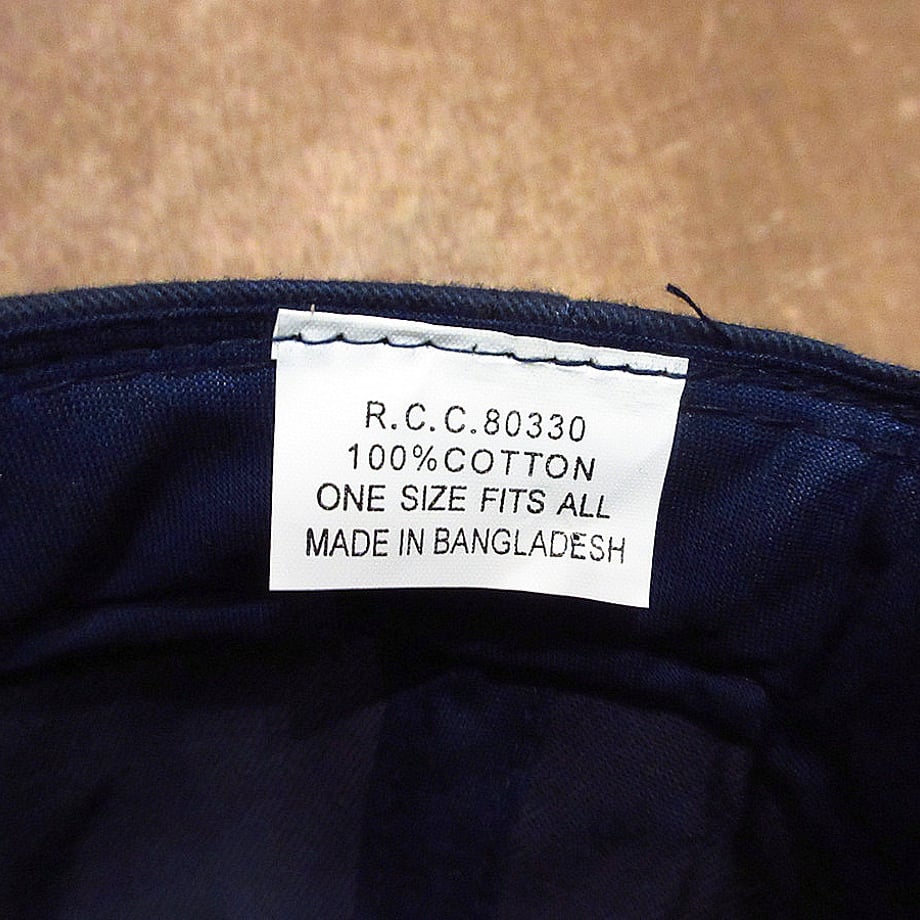 R.C.C.80330
100%COTTON
ONE SIZE FITS ALL
MADE IN BANGLADESH